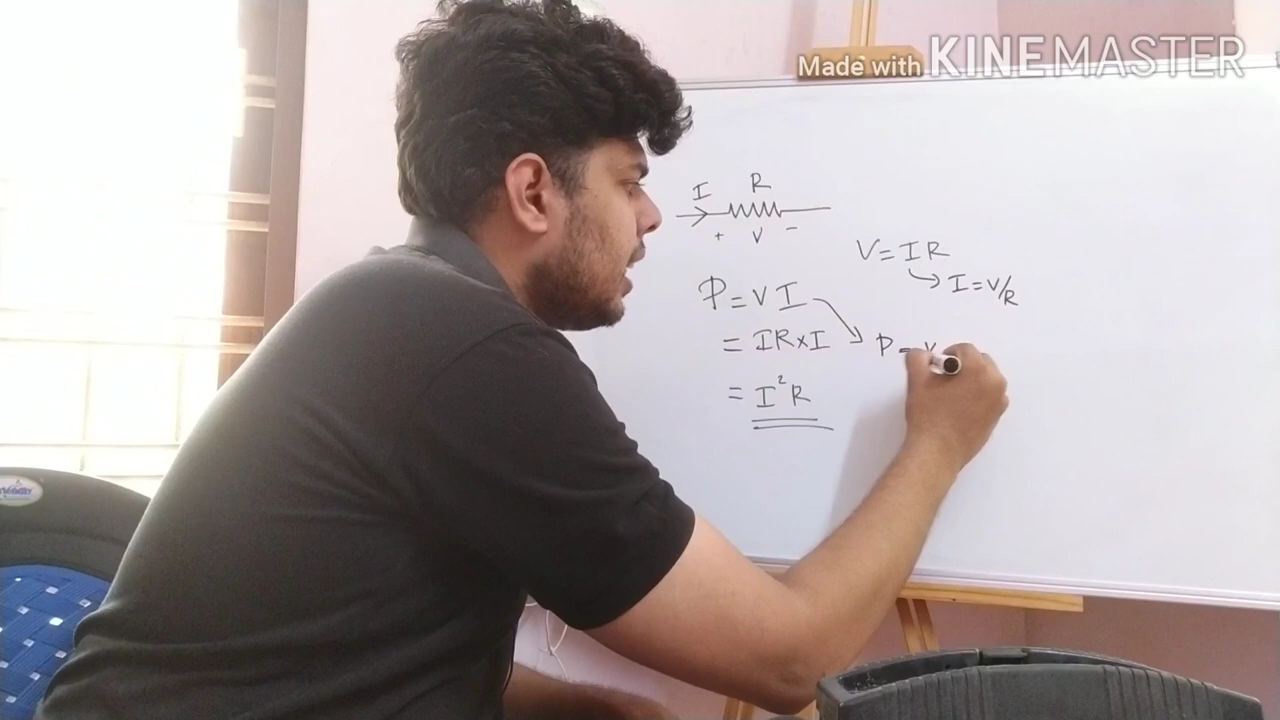 Made with KINEMASTER
I
R
+ V -
V = IR
I = V/R
P = VI
= IR×I
P = V
= I²R